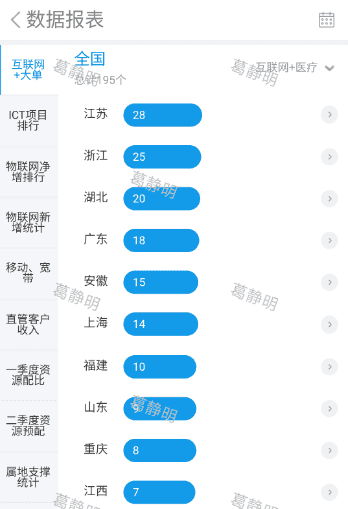 数据报表
互联网
+大单
全国
总计195个
互联网+医疗
ICT项目
排行
物联网净
增排行
物联网新
增统计
移动、宽
带
直管客户
收入
一季度资
源配比
二季度资
源预配
属地支撑
统计
江苏 28
浙江 25
湖北 20
广东 18
安徽 15
上海 14
福建 10
山东 9
重庆 8
江西 7
葛静明
葛静明
葛静明
葛静明
葛静明
葛静明
葛静明
葛静明